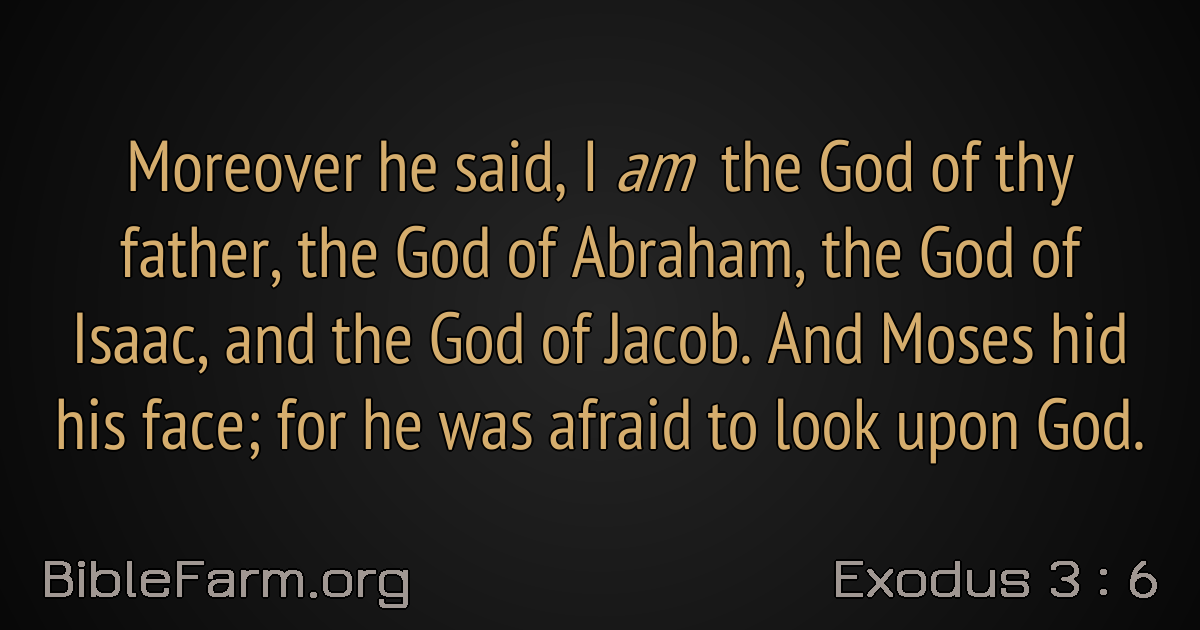 Moreover he said, I am the God of thy
father, the God of Abraham, the God of
Isaac, and the God of Jacob. And Moses hid
his face; for he was afraid to look upon God.
BibleFarm.org
Exodus 3 : 6